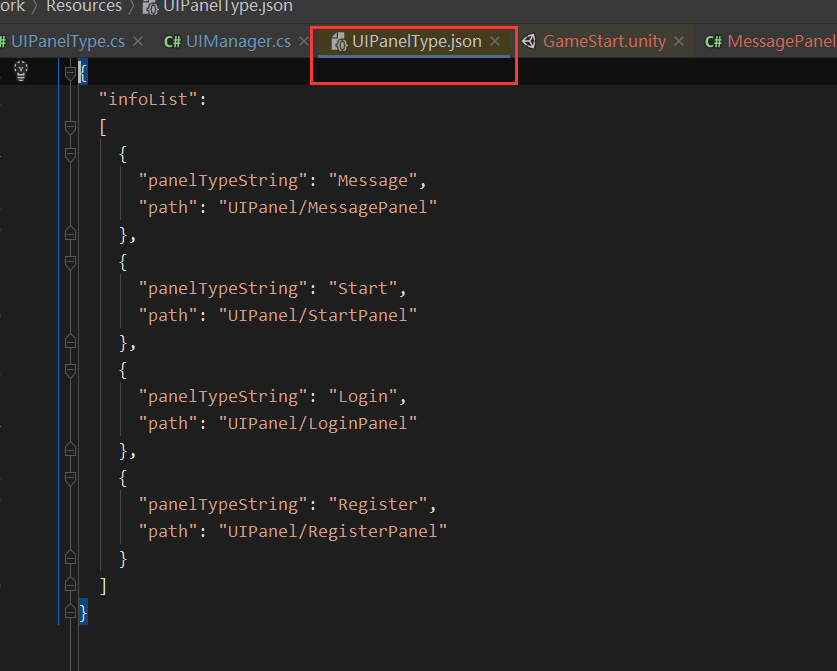 ork 〉 Resources 〉 UIPanelType.json
# UIPanelType.cs × C# UIManager.cs × UIPanelType.json × GameStart.unity × C# MessagePanel
{
"infoList":
[
{
"panelTypeString": "Message",
"path": "UIPanel/MessagePanel"
},
{
"panelTypeString": "Start",
"path": "UIPanel/StartPanel"
},
{
"panelTypeString": "Login",
"path": "UIPanel/LoginPanel"
},
{
"panelTypeString": "Register",
"path": "UIPanel/RegisterPanel"
}
]
}